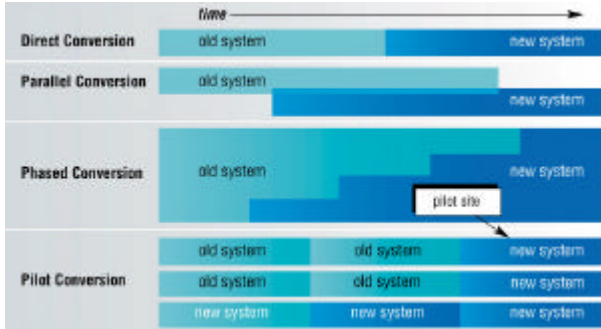 time
Direct Conversion
old system
new system
Parallel Conversion
old system
new system
Phased Conversion
old system
new system
pilot site
Pilot Conversion
old system old system new system
old system old system new system
new system new system new system